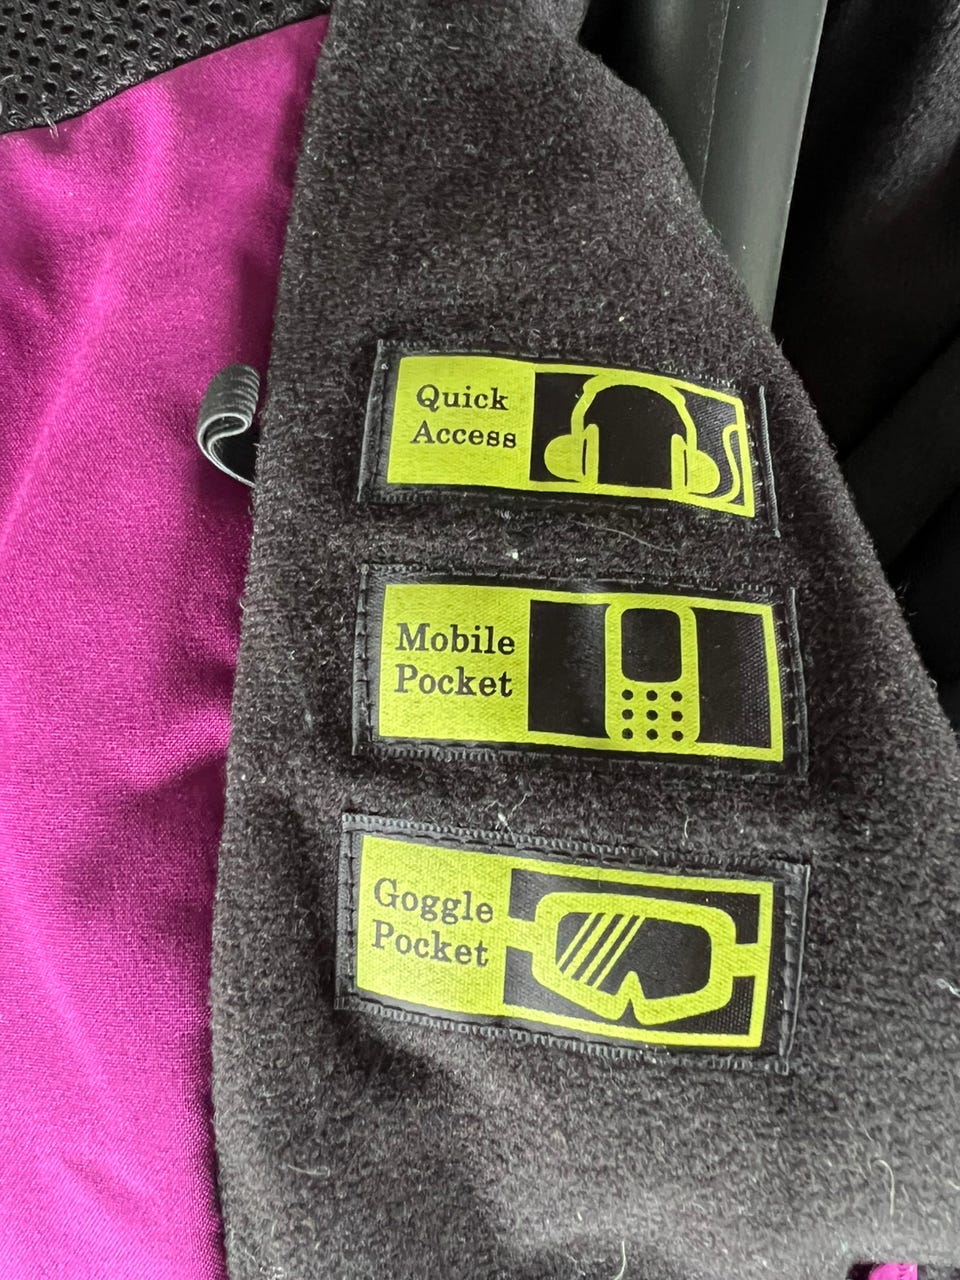 Quick
Access
Mobile
Pocket
Goggle
Pocket